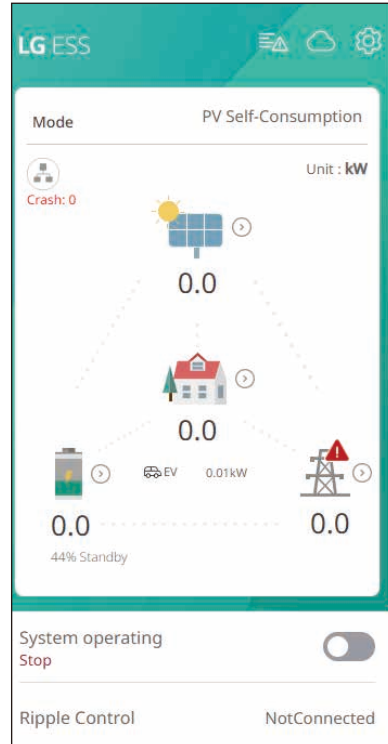 LG ESS
Mode PV Self-Consumption
Unit : kW
Crash: 0
0.0
0.0
EV 0.01kW
0.0 0.0
44% Standby
System operating
Stop
Ripple Control NotConnected